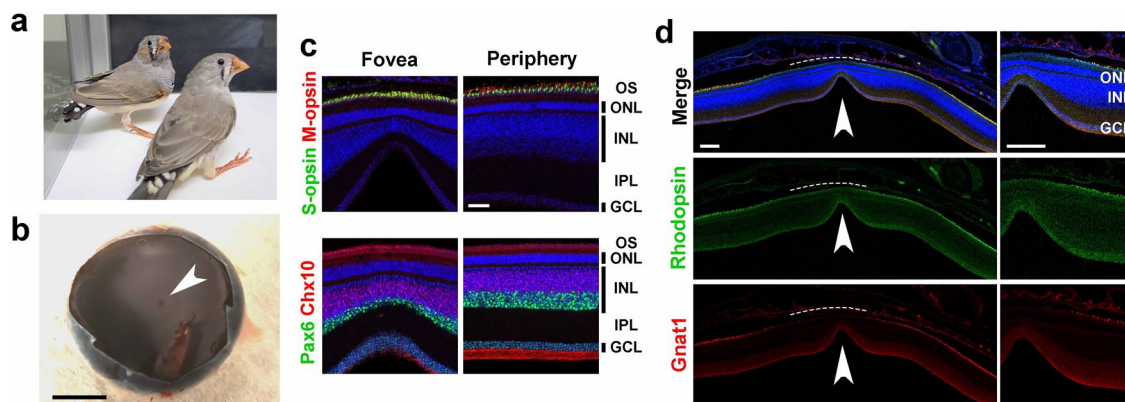 a
b
c
Fovea
Periphery
S-opsin M-opsin
OS
ONL
INL
IPL
GCL
Pax6 Chx10
OS
ONL
INL
IPL
GCL
d
Merge
ONL
INL
GCL
Rhodopsin
Gnat1